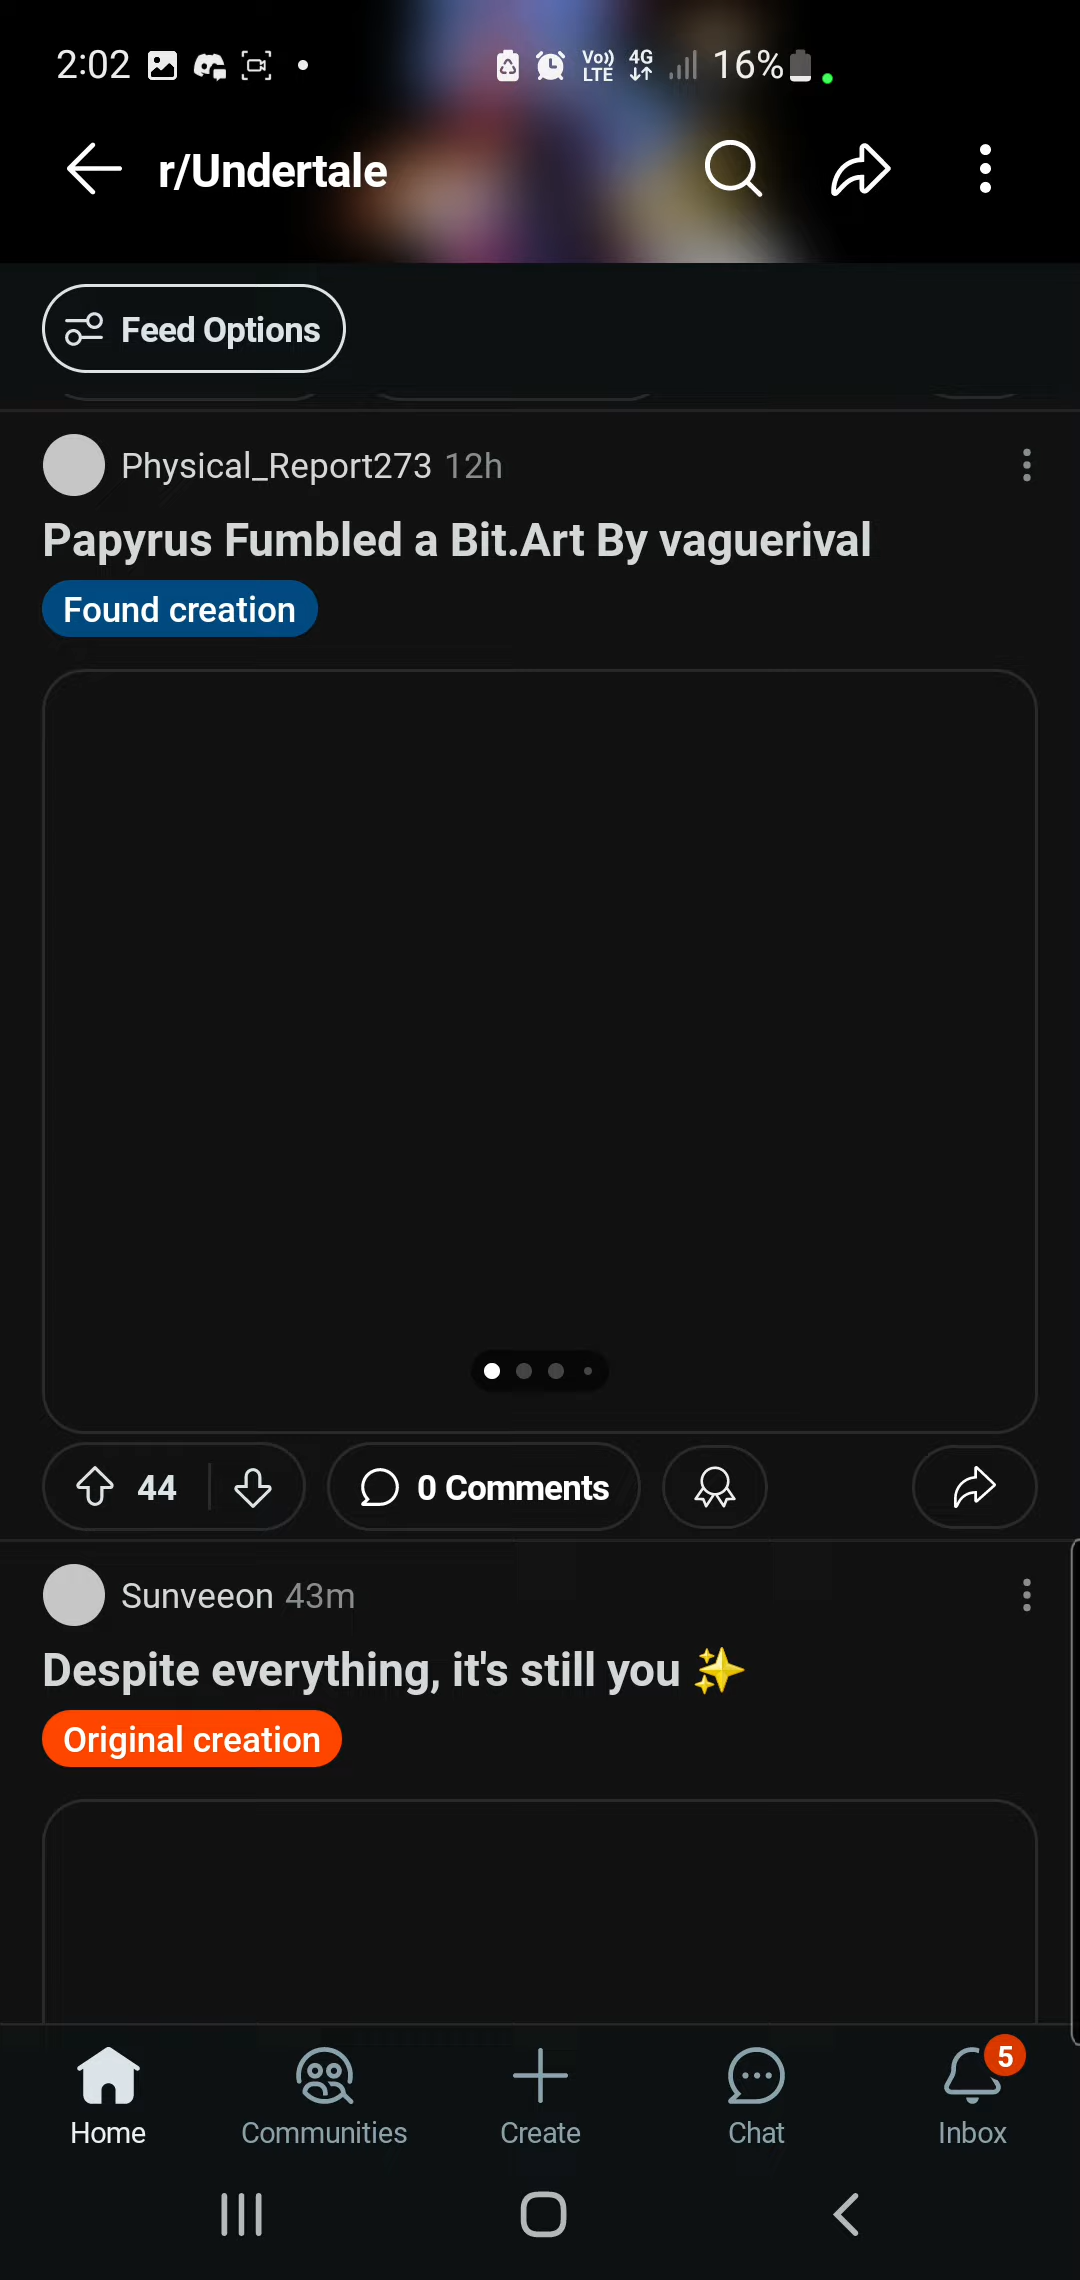 2:02 Vo)) LTE 4G 16%
r/Undertale
Feed Options
Physical_Report273 12h
Papyrus Fumbled a Bit.Art By vaguerival
Found creation
44 0 Comments
Sunveeon 43m
Despite everything, it's still you ✨
Original creation
5
Home Communities Create Chat Inbox